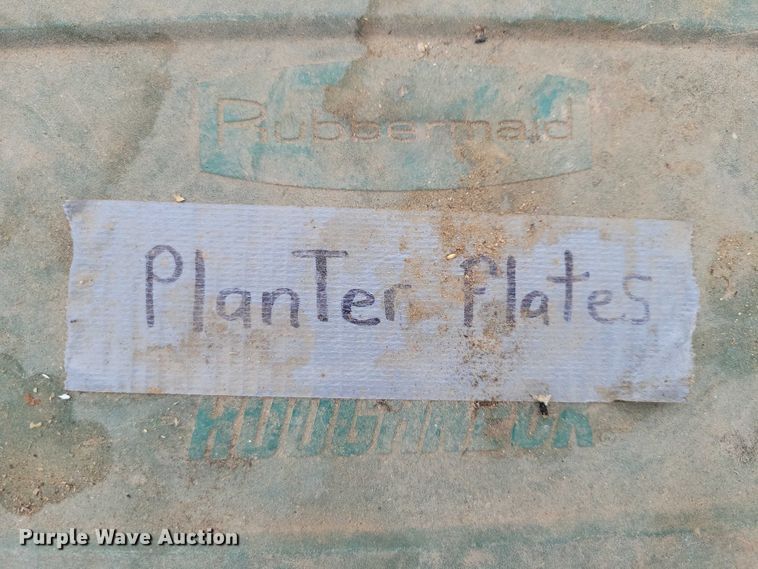 Rubbermaid
PlanTer Plates
ROUGHNECK
Purple Wave Auction